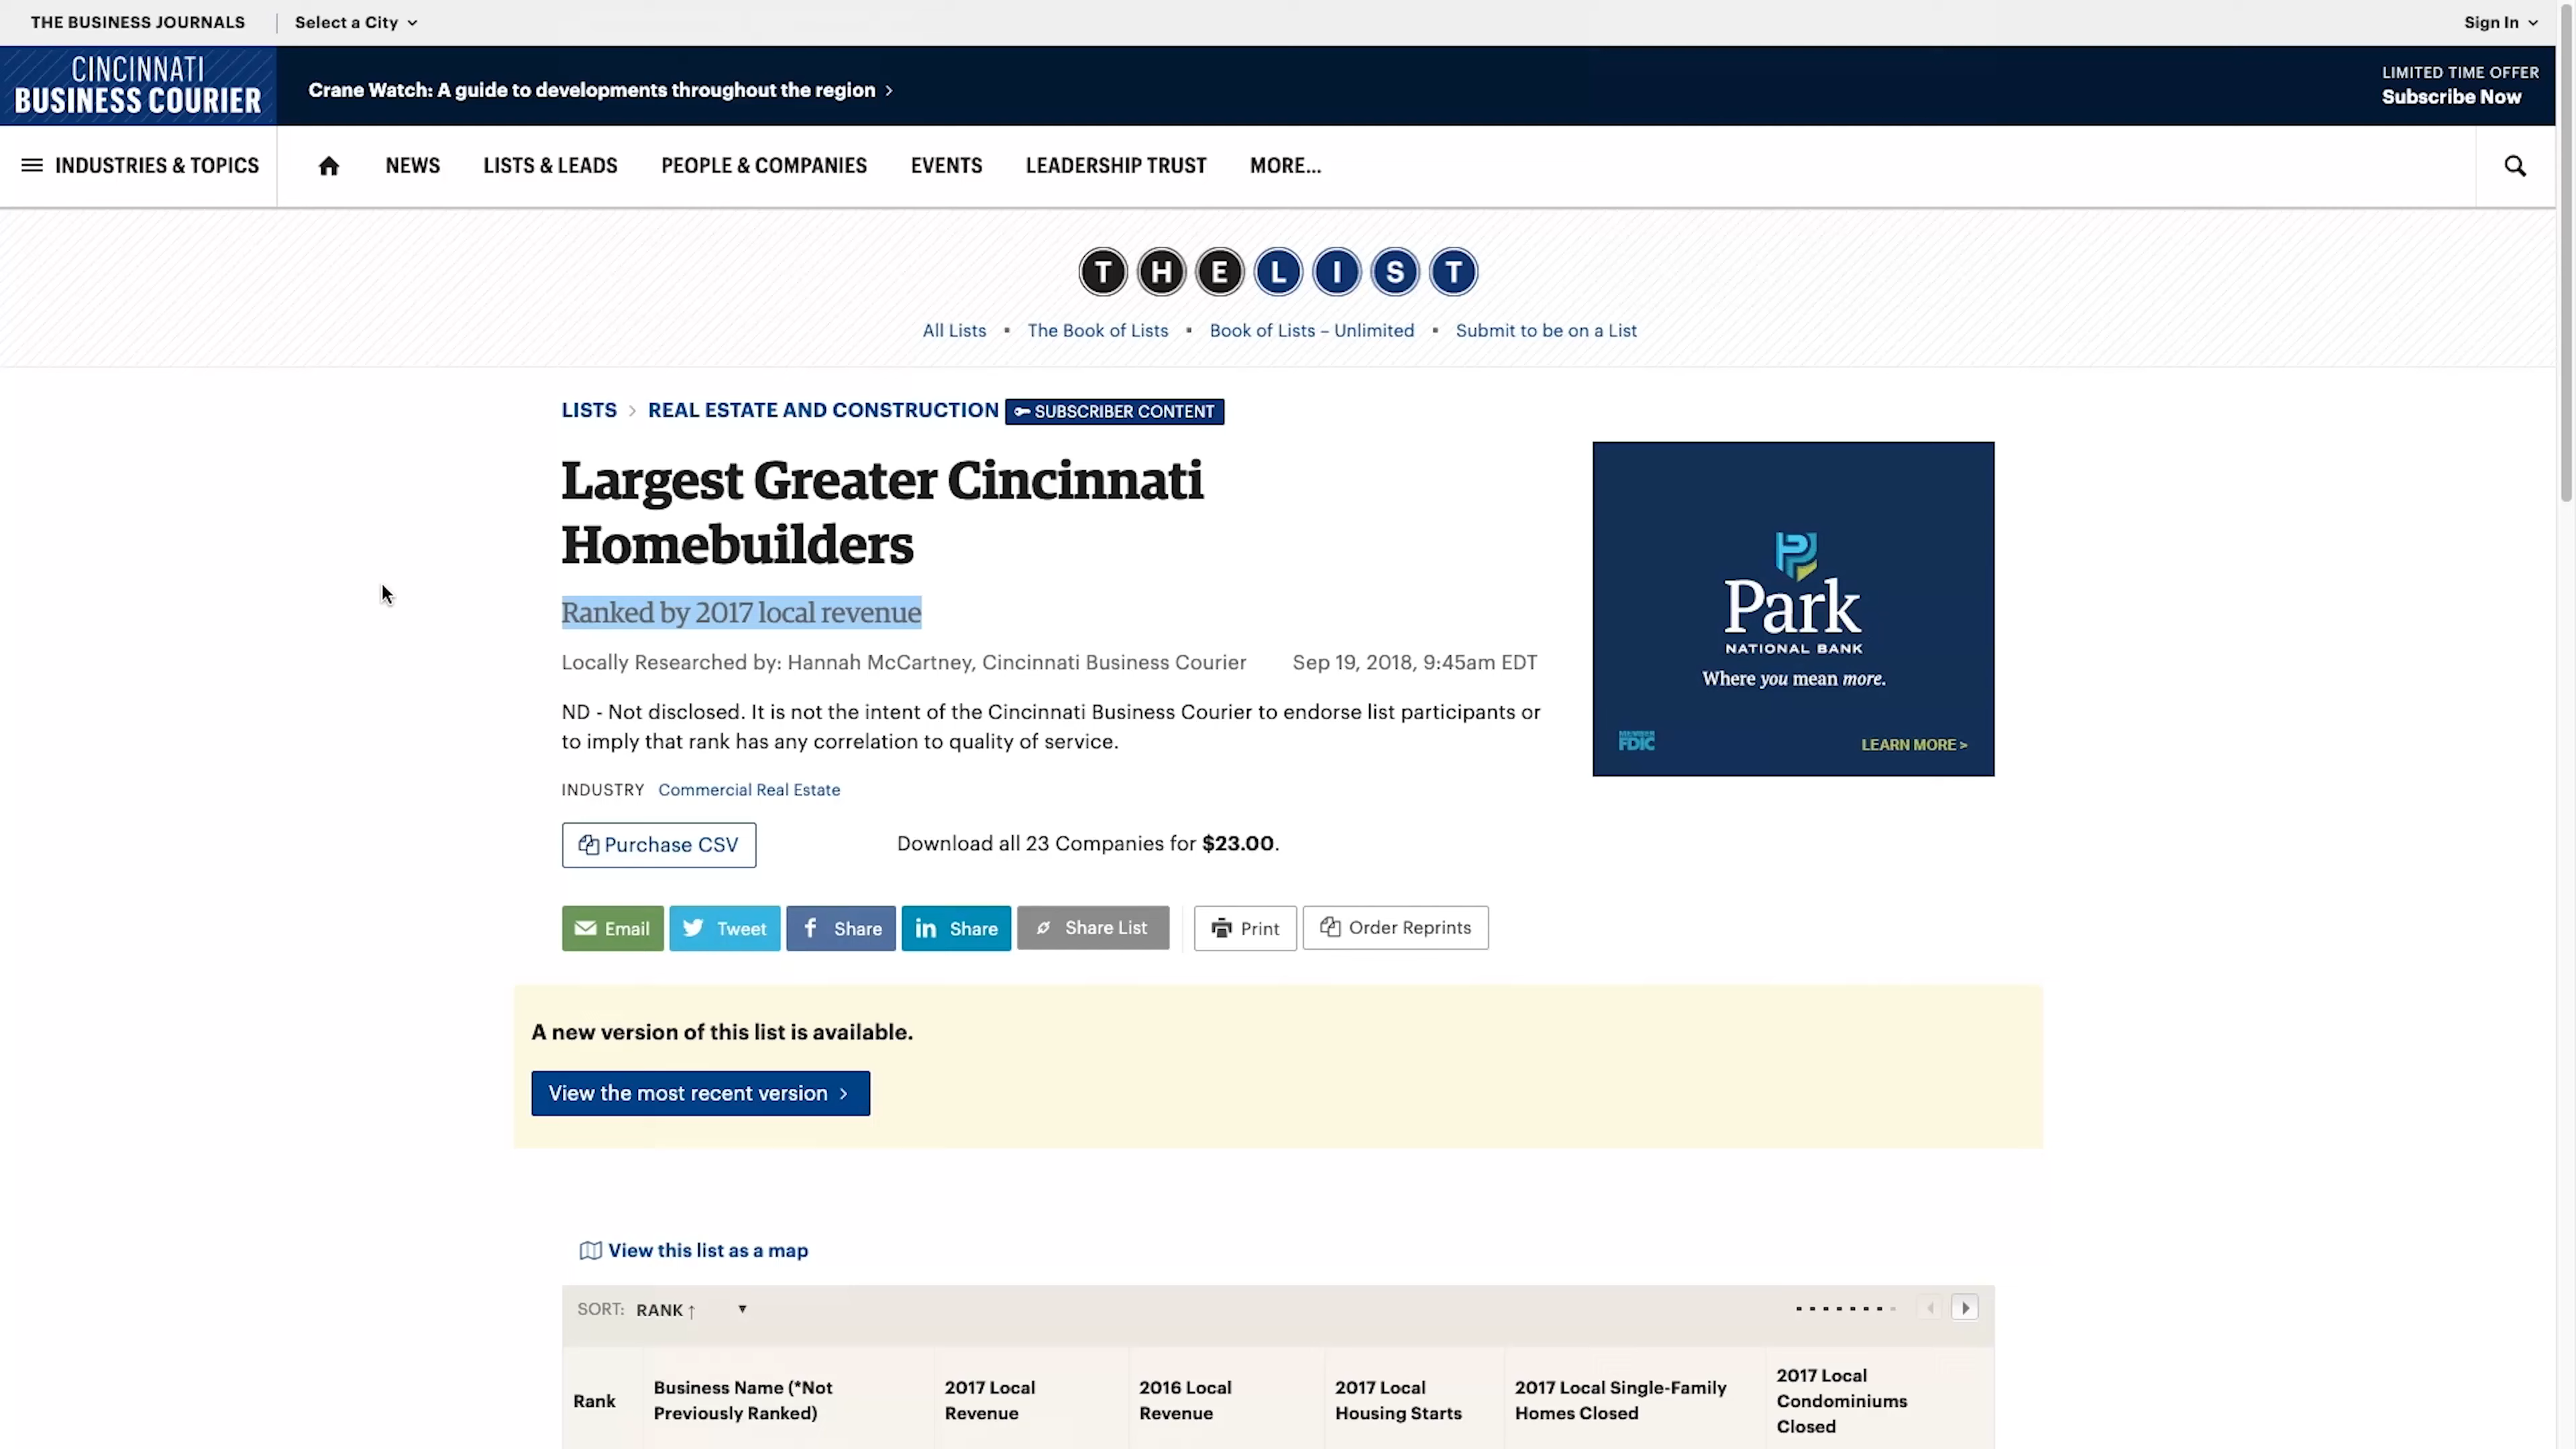 THE BUSINESS JOURNALS
Select a City
Sign In
CINCINNATI
BUSINESS COURIER
Crane Watch: A guide to developments throughout the region >
LIMITED TIME OFFER
Subscribe Now
INDUSTRIES & TOPICS
NEWS
LISTS & LEADS
PEOPLE & COMPANIES
EVENTS
LEADERSHIP TRUST
MORE...
THE LIST
All Lists ▪ The Book of Lists ▪ Book of Lists – Unlimited ▪ Submit to be on a List
LISTS > REAL ESTATE AND CONSTRUCTION SUBSCRIBER CONTENT
Largest Greater Cincinnati
Homebuilders
Ranked by 2017 local revenue
Locally Researched by: Hannah McCartney, Cincinnati Business Courier Sep 19, 2018, 9:45am EDT
ND - Not disclosed. It is not the intent of the Cincinnati Business Courier to endorse list participants or
to imply that rank has any correlation to quality of service.
INDUSTRY Commercial Real Estate
Purchase CSV
Download all 23 Companies for $23.00.
Email
Tweet
f Share
in Share
Share List
Print
Order Reprints
P
Park
NATIONAL BANK
Where you mean more.
MEMBER
FDIC
LEARN MORE >
A new version of this list is available.
View the most recent version >
View this list as a map
SORT: RANK ↑
Rank
Business Name (*Not
Previously Ranked)
2017 Local
Revenue
2016 Local
Revenue
2017 Local
Housing Starts
2017 Local Single-Family
Homes Closed
2017 Local
Condominiums
Closed